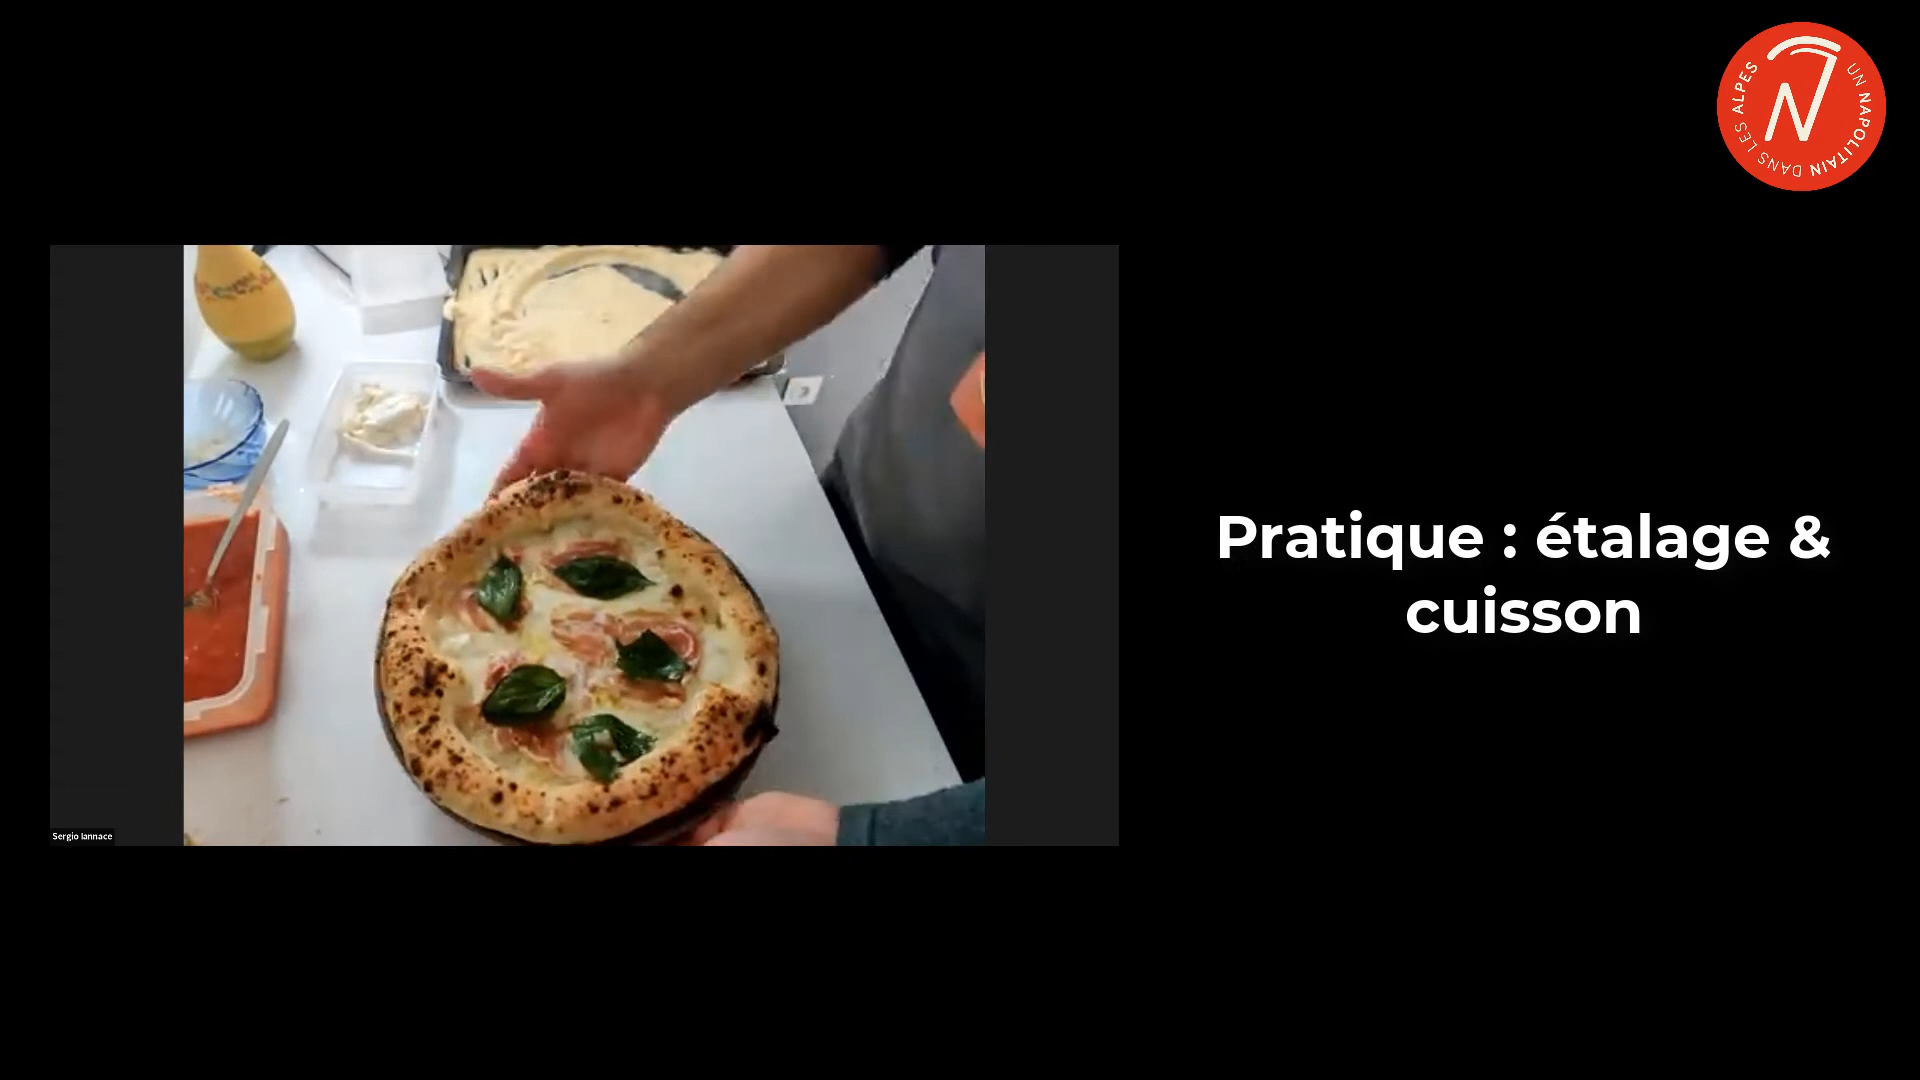 UN NAPOLITAIN DANS LES ALPES
N
Pratique : étalage &
cuisson
Sergio Iannace